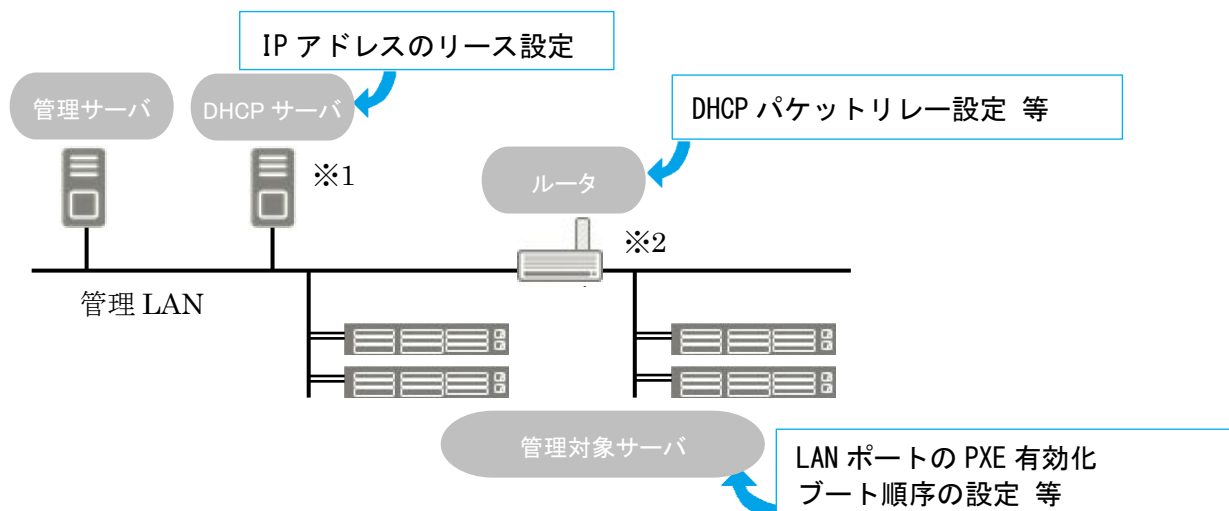 IP アドレスのリース設定
管理サーバ
DHCP サーバ
DHCP パケットリレー設定 等
※1
ルータ
※2
管理 LAN
管理対象サーバ
LAN ポートの PXE 有効化
ブート順序の設定 等